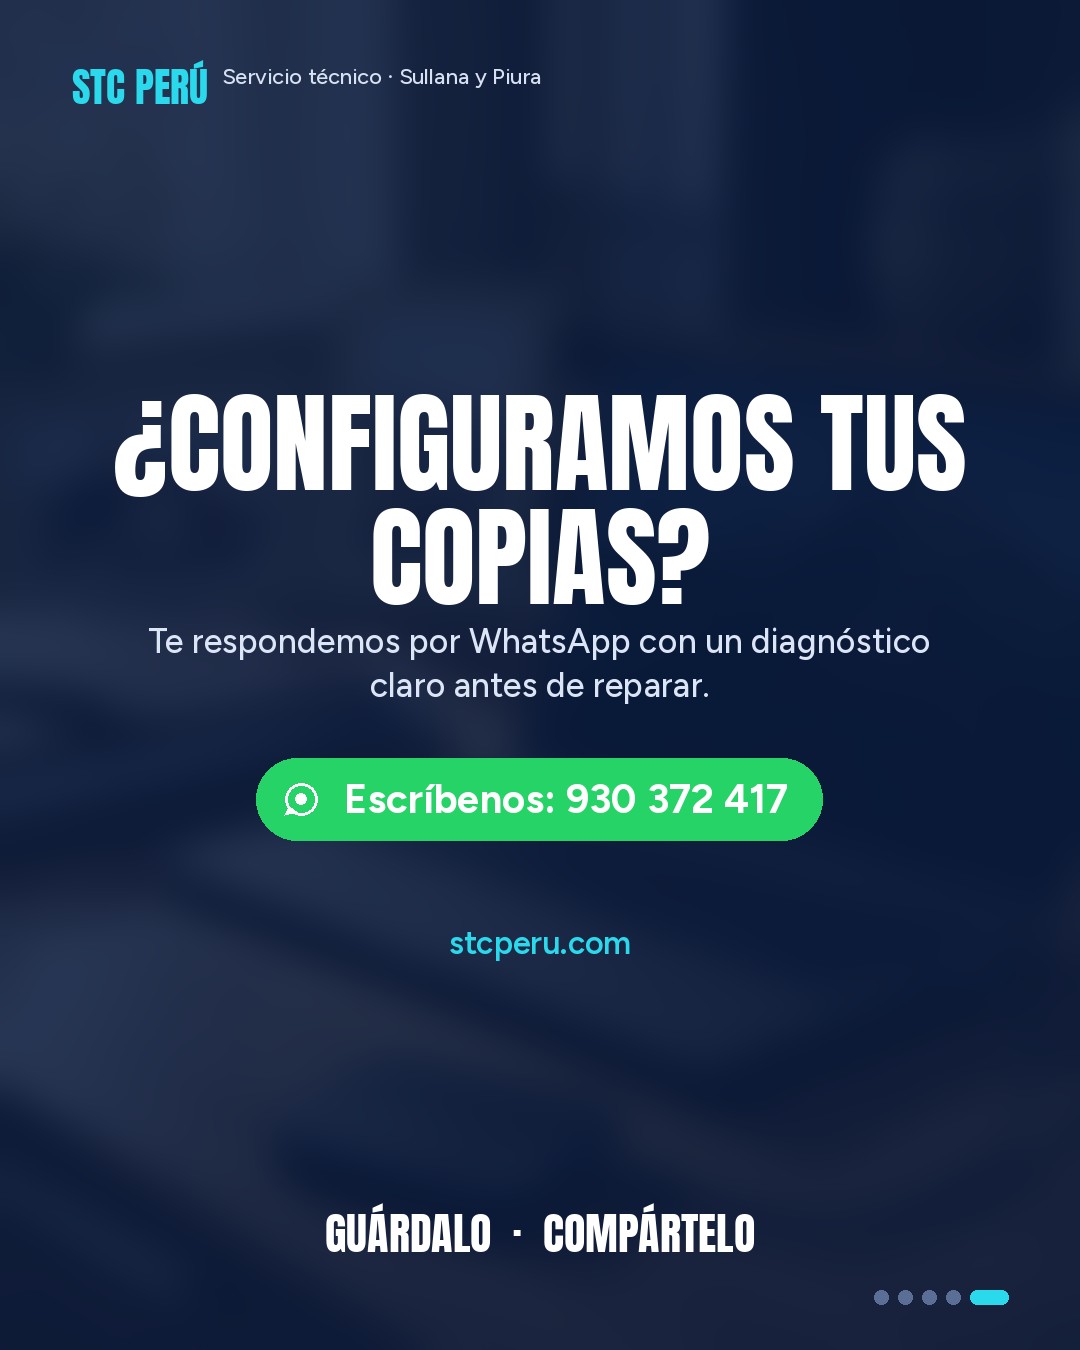 STC PERÚ Servicio técnico · Sullana y Piura
¿CONFIGURAMOS TUS
COPIAS?
Te respondemos por WhatsApp con un diagnóstico
claro antes de reparar.
Escríbenos: 930 372 417
stcperu.com
GUÁRDALO · COMPÁRTELO